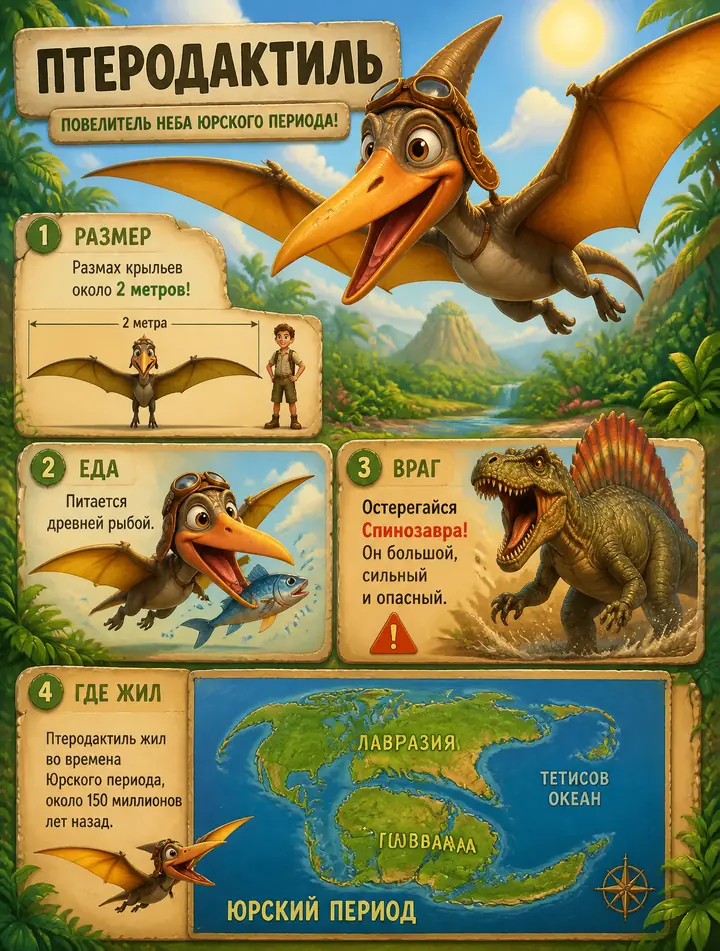 ПТЕРОДАКТИЛЬ
ПОВЕЛИТЕЛЬ НЕБА ЮРСКОГО ПЕРИОДА!
1 РАЗМЕР
Размах крыльев
около 2 метров!
2 метра
2 ЕДА
Питается
древней рыбой.
3 ВРАГ
Остерегайся
Спинозавра!
Он большой,
сильный
и опасный.
!
4 ГДЕ ЖИЛ
Птеродактиль жил
во времена
Юрского периода,
около 150 миллионов
лет назад.
ЛАВРАЗИЯ
ТЕТИСОВ
ОКЕАН
ЮРСКИЙ ПЕРИОД